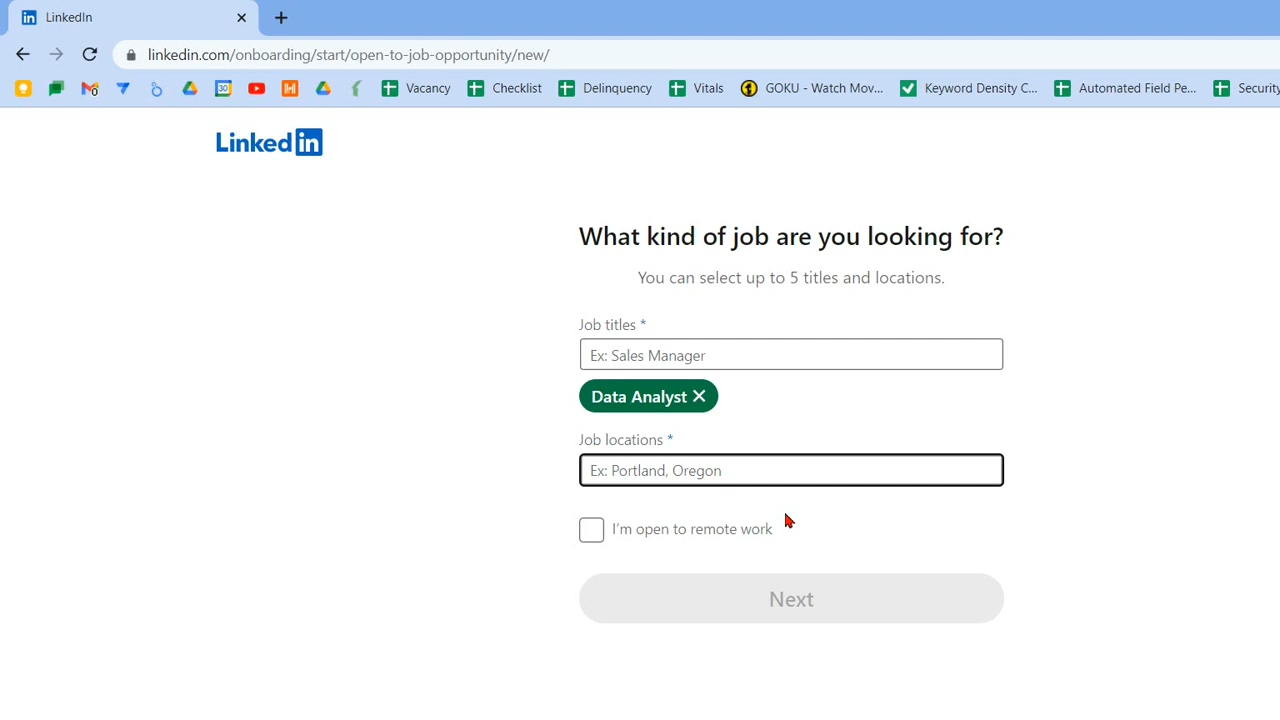 LinkedIn
linkedin.com/onboarding/start/open-to-job-opportunity/new/
30 Vacancy Checklist Delinquency Vitals GOKU - Watch Mov... Keyword Density C... Automated Field Pe... Security
Linked in
What kind of job are you looking for?
You can select up to 5 titles and locations.
Job titles *
Ex: Sales Manager
Data Analyst ×
Job locations *
Ex: Portland, Oregon
I'm open to remote work
Next